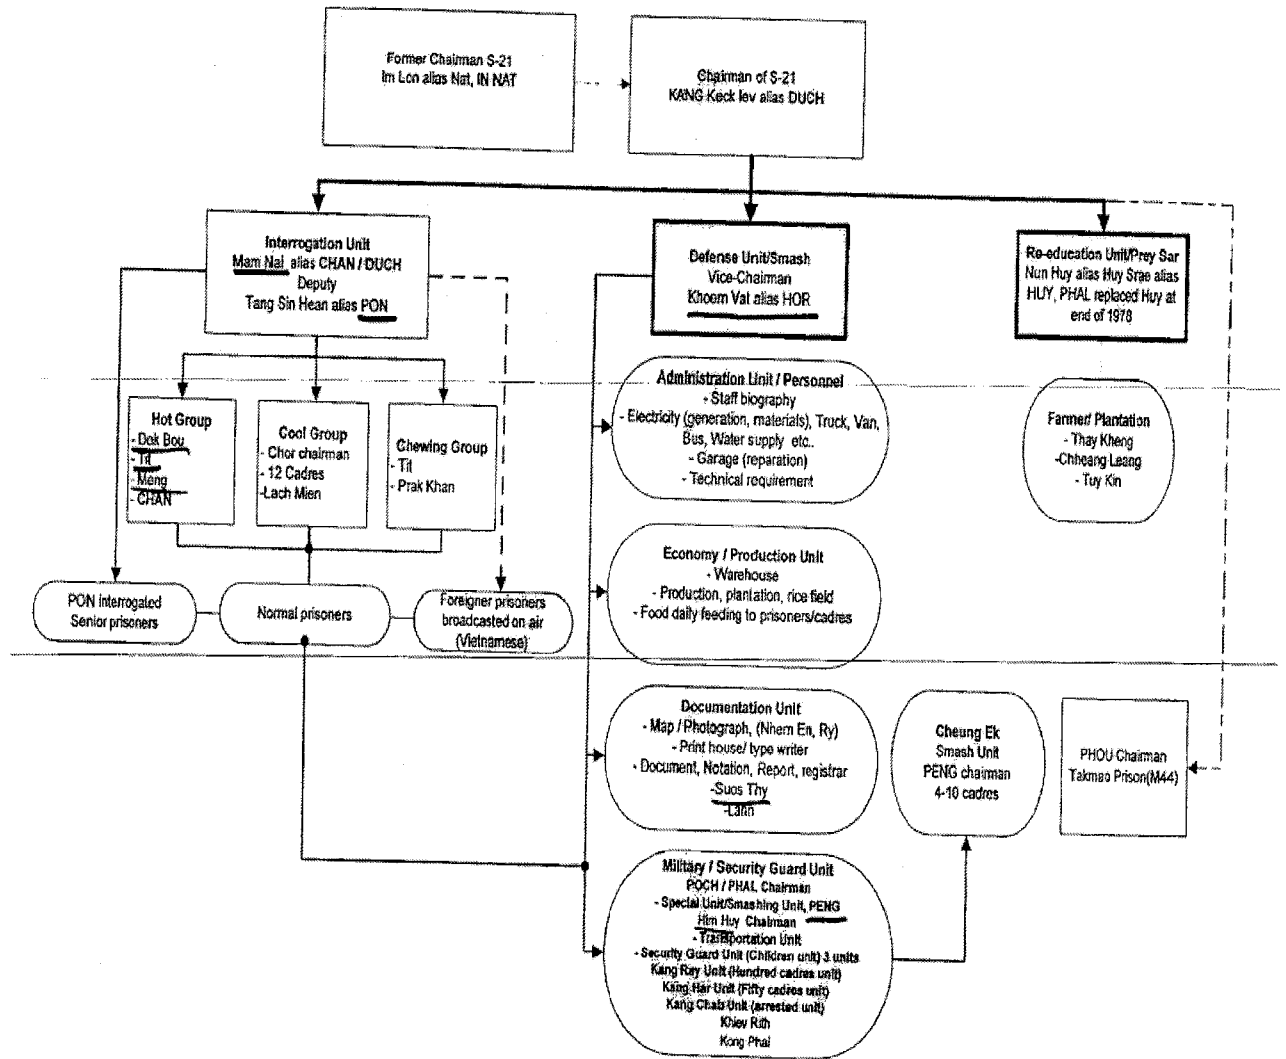 Former Chairman S-21
Im Lon alias Nat, IN NAT
Chairman of S-21
KANG Keck Iev alias DUCH
Interrogation Unit
Mam Nai alias CHAN / DUCH
Deputy
Tang Sin Hean alias PON
Defense Unit/Smash
Vice-Chairman
Khoem Vat alias HOR
Re-education Unit/Prey Sar
Nun Huy alias Huy Srae alias
HUY, PHAL replaced Huy at
end of 1978
Hot Group
- Dok Bou
- Tit
- Meng
- CHAN
Cool Group
- Chor chairman
- 12 Cadres
-Lach Mien
Chewing Group
- Tit
- Prak Khan
Administration Unit / Personnel
- Staff biography
- Electricity (generation, materials), Truck, Van,
Bus, Water supply etc..
- Garage (reparation)
- Technical requirement
Farmer/ Plantation
- Thay Kheng
-Chheang Leang
- Tuy Kin
Economy / Production Unit
- Warehouse
- Production, plantation, rice field
- Food daily feeding to prisoners/cadres
PON interrogated
Senior prisoners
Normal prisoners
Foreigner prisoners
broadcasted on air
(Vietnamese)
Documentation Unit
- Map / Photograph, (Nhem En, Ry)
- Print house/ type writer
- Document, Notation, Report, registrar
-Suos Thy
Cheung Ek
Smash Unit
PENG chairman
4-10 cadres
PHOU Chairman
Takmao Prison(M44)
Military / Security Guard Unit
POCH / PHAL Chairman
- Special Unit/Smashing Unit, PENG
Him Huy Chairman
- Transportation Unit
- Security Guard Unit (Children unit) 3 units
Kang Ray Unit (Hundred cadres unit)
Kang Har Unit (Fifty cadres unit)
Kang Chab Unit (arrested unit)
Khiev Rith
Kong Phai